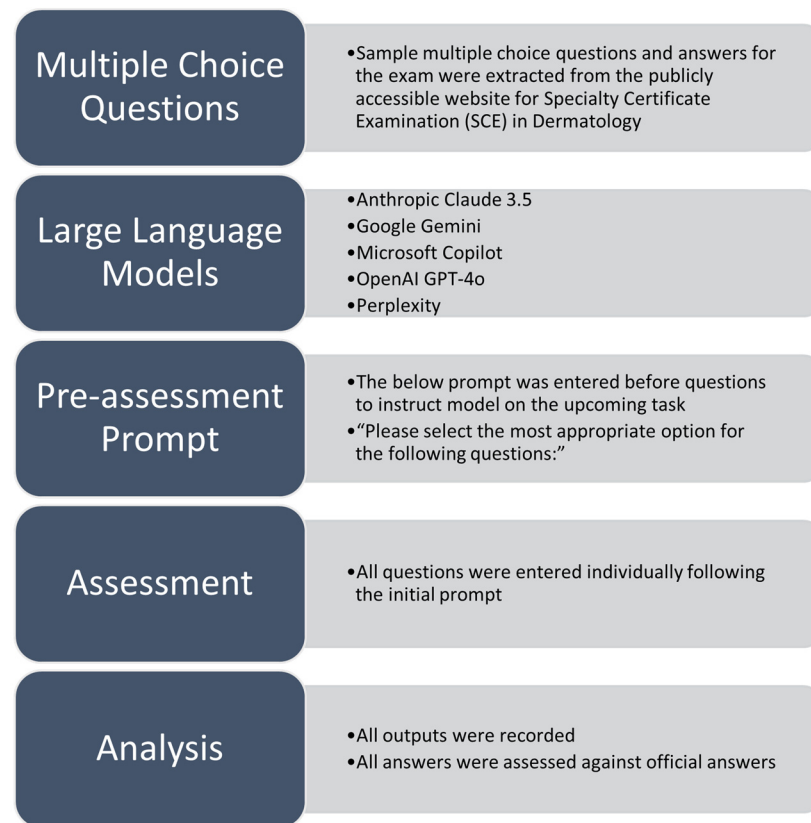 Multiple Choice
Questions
•Sample multiple choice questions and answers for
the exam were extracted from the publicly
accessible website for Specialty Certificate
Examination (SCE) in Dermatology
Large Language
Models
•Anthropic Claude 3.5
•Google Gemini
•Microsoft Copilot
•OpenAI GPT-4o
•Perplexity
Pre-assessment
Prompt
•The below prompt was entered before questions
to instruct model on the upcoming task
•“Please select the most appropriate option for
the following questions:”
Assessment
•All questions were entered individually following
the initial prompt
Analysis
•All outputs were recorded
•All answers were assessed against official answers